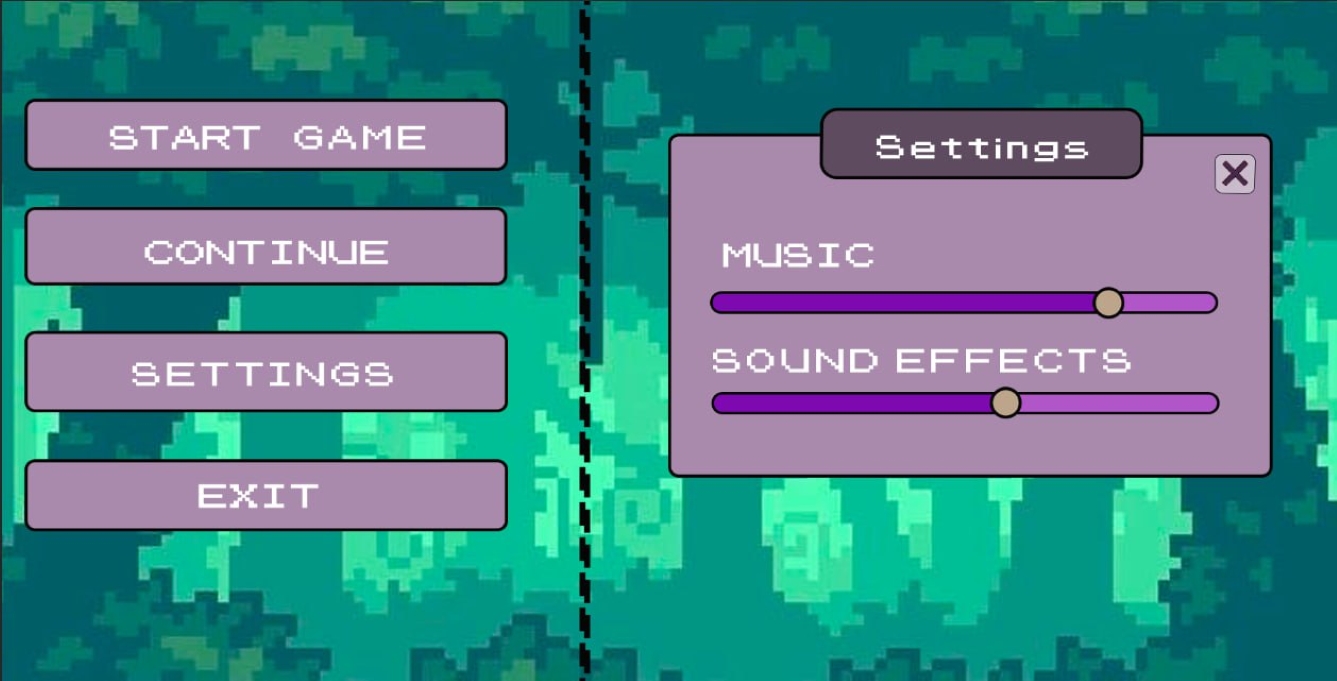 START GAME
CONTINUE
SETTINGS
EXIT
Settings
MUSIC
SOUND EFFECTS